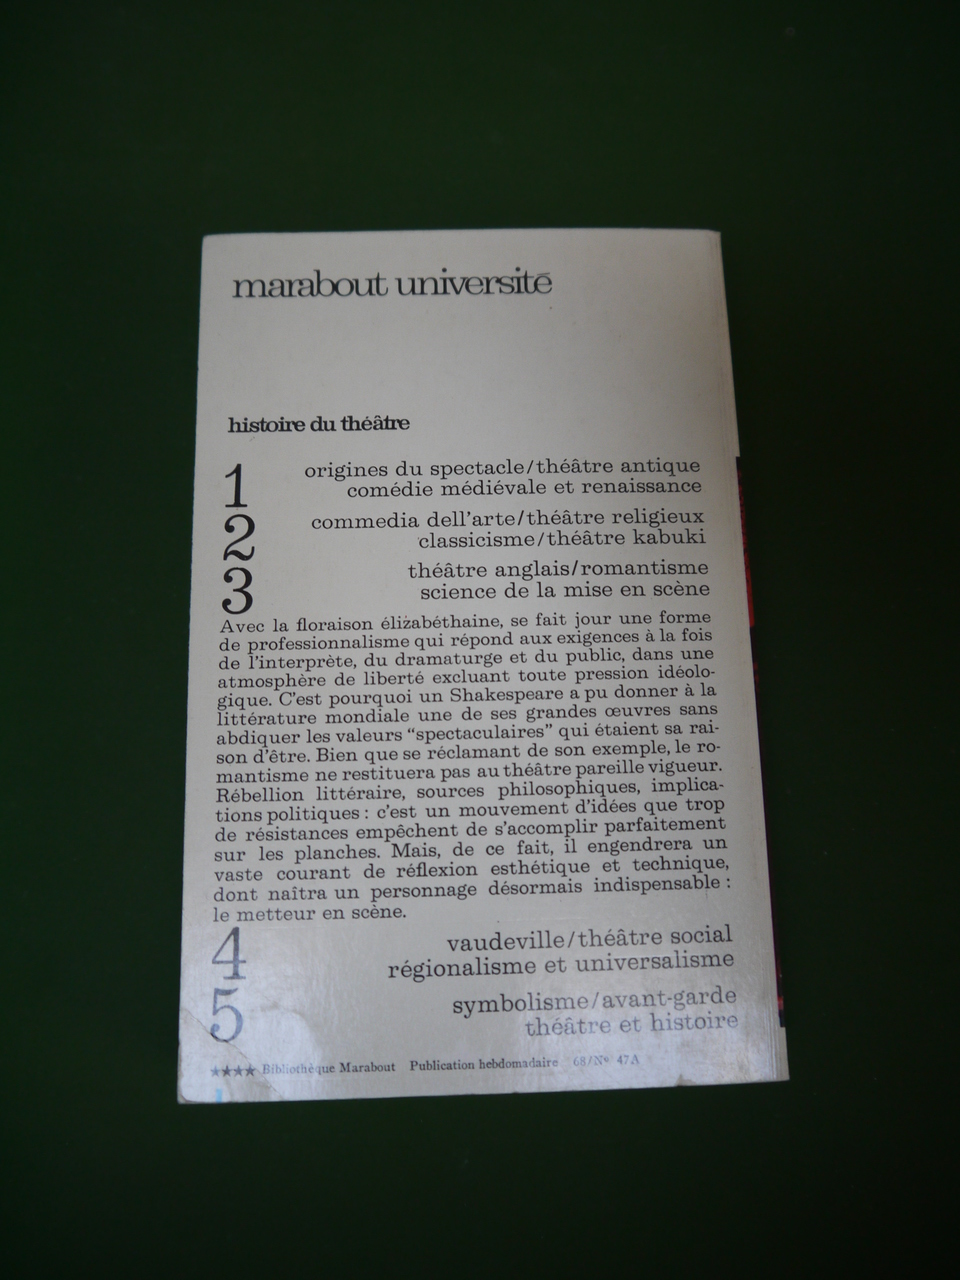 marabout université
histoire du théâtre
1
origines du spectacle/théâtre antique
comédie médiévale et renaissance
2
commedia dell'arte/théâtre religieux
classicisme/théâtre kabuki
3
théâtre anglais/romantisme
science de la mise en scène
Avec la floraison élizabéthaine, se fait jour une forme
de professionnalisme qui répond aux exigences à la fois
de l'interprète, du dramaturge et du public, dans une
atmosphère de liberté excluant toute pression idéolo-
gique. C'est pourquoi un Shakespeare a pu donner à la
littérature mondiale une de ses grandes œuvres sans
abdiquer les valeurs "spectaculaires" qui étaient sa rai-
son d'être. Bien que se réclamant de son exemple, le ro-
mantisme ne restituera pas au théâtre pareille vigueur.
Rébellion littéraire, sources philosophiques, implica-
tions politiques : c'est un mouvement d'idées que trop
de résistances empêchent de s'accomplir parfaitement
sur les planches. Mais, de ce fait, il engendrera un
vaste courant de réflexion esthétique et technique,
dont naîtra un personnage désormais indispensable :
le metteur en scène.
4
vaudeville/théâtre social
régionalisme et universalisme
5
symbolisme/avant-garde
théâtre et histoire
★★★★ Bibliothèque Marabout Publication hebdomadaire 68/N° 47A